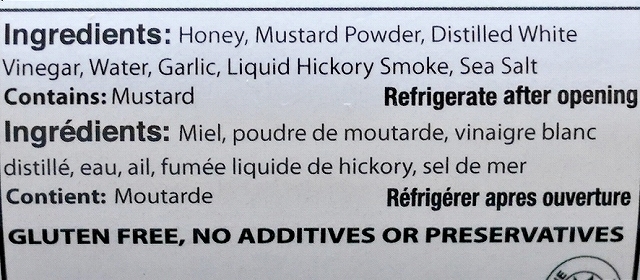 Ingredients: Honey, Mustard Powder, Distilled White
Vinegar, Water, Garlic, Liquid Hickory Smoke, Sea Salt
Contains: Mustard Refrigerate after opening
Ingrédients: Miel, poudre de moutarde, vinaigre blanc
distillé, eau, ail, fumée liquide de hickory, sel de mer
Contient: Moutarde Réfrigérer apres ouverture
GLUTEN FREE, NO ADDITIVES OR PRESERVATIVES